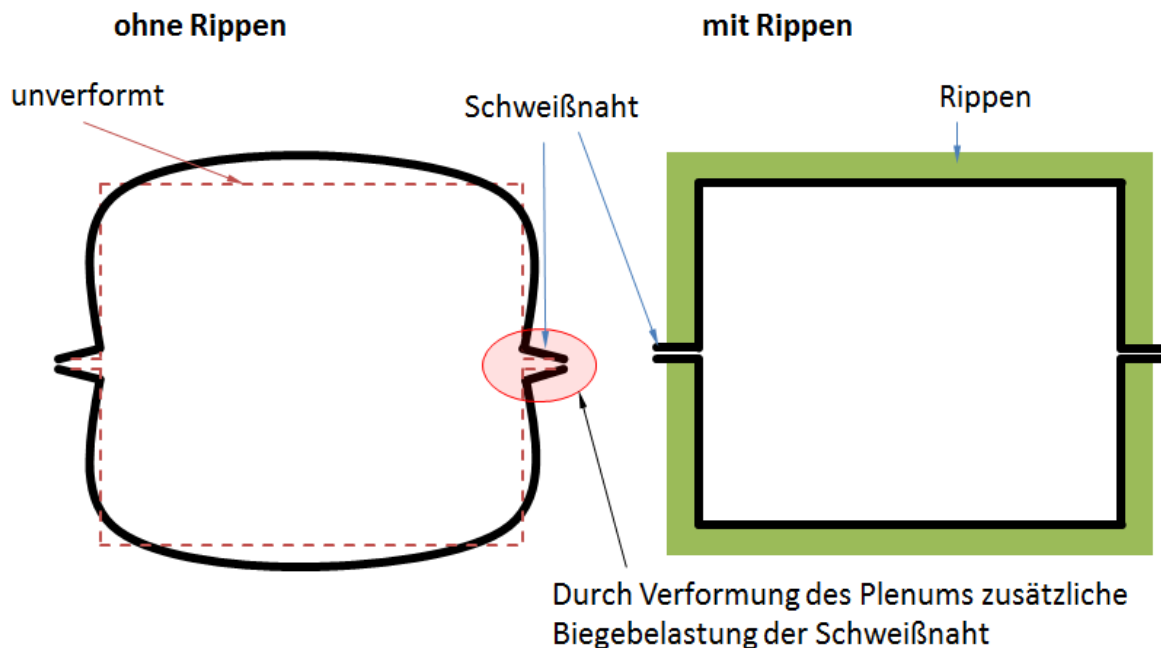 ohne Rippen
mit Rippen
unverformt
Schweißnaht
Rippen
Durch Verformung des Plenums zusätzliche
Biegebelastung der Schweißnaht